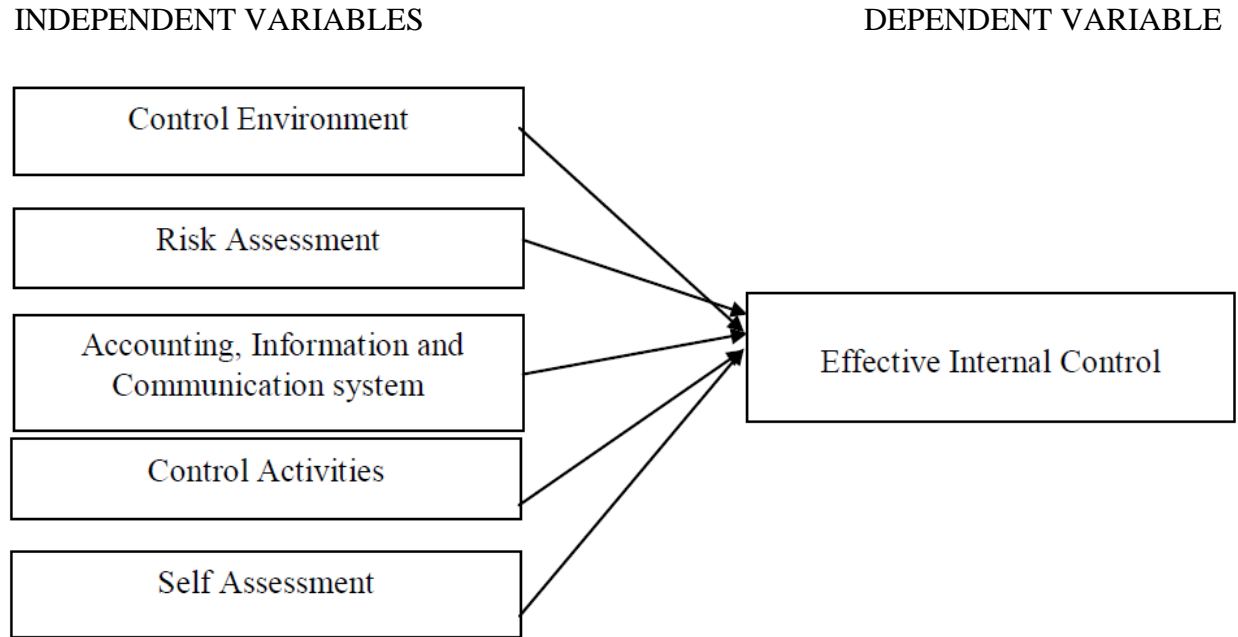 INDEPENDENT VARIABLES
DEPENDENT VARIABLE
Control Environment
Risk Assessment
Accounting, Information and
Communication system
Effective Internal Control
Control Activities
Self Assessment